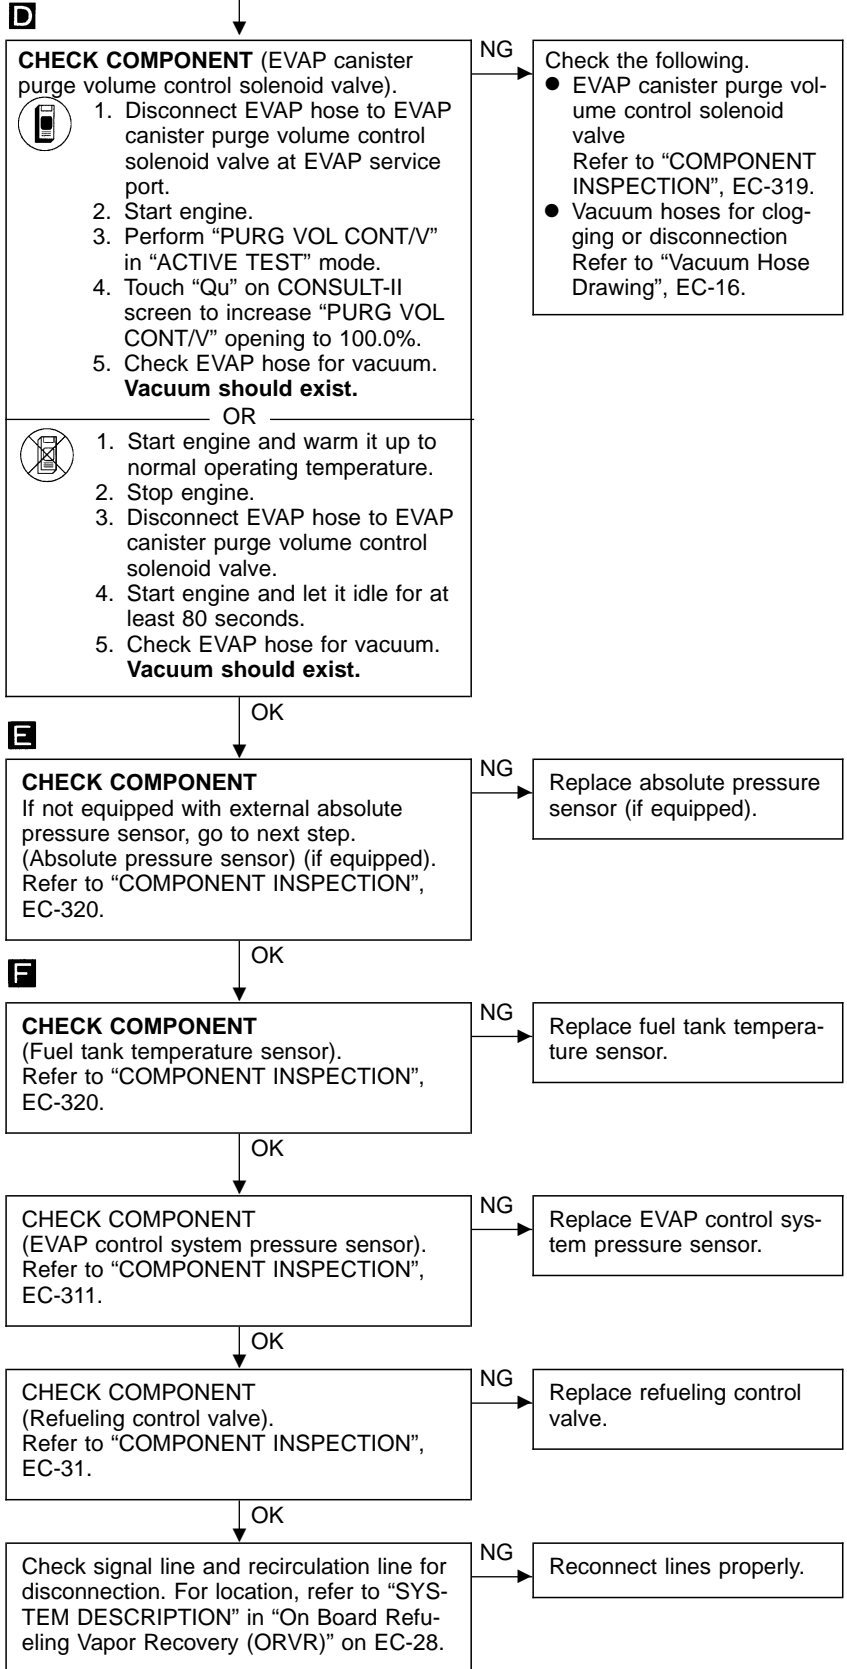 D
CHECK COMPONENT (EVAP canister
purge volume control solenoid valve).
1. Disconnect EVAP hose to EVAP
canister purge volume control
solenoid valve at EVAP service
port.
2. Start engine.
3. Perform “PURG VOL CONT/V”
in “ACTIVE TEST” mode.
4. Touch “Qu” on CONSULT-II
screen to increase “PURG VOL
CONT/V” opening to 100.0%.
5. Check EVAP hose for vacuum.
Vacuum should exist.
OR
1. Start engine and warm it up to
normal operating temperature.
2. Stop engine.
3. Disconnect EVAP hose to EVAP
canister purge volume control
solenoid valve.
4. Start engine and let it idle for at
least 80 seconds.
5. Check EVAP hose for vacuum.
Vacuum should exist.
NG
Check the following.
● EVAP canister purge vol-
ume control solenoid
valve
Refer to “COMPONENT
INSPECTION”, EC-319.
● Vacuum hoses for clog-
ging or disconnection
Refer to “Vacuum Hose
Drawing”, EC-16.
OK
E
CHECK COMPONENT
If not equipped with external absolute
pressure sensor, go to next step.
(Absolute pressure sensor) (if equipped).
Refer to “COMPONENT INSPECTION”,
EC-320.
NG
Replace absolute pressure
sensor (if equipped).
OK
F
CHECK COMPONENT
(Fuel tank temperature sensor).
Refer to “COMPONENT INSPECTION”,
EC-320.
NG
Replace fuel tank tempera-
ture sensor.
OK
CHECK COMPONENT
(EVAP control system pressure sensor).
Refer to “COMPONENT INSPECTION”,
EC-311.
NG
Replace EVAP control sys-
tem pressure sensor.
OK
CHECK COMPONENT
(Refueling control valve).
Refer to “COMPONENT INSPECTION”,
EC-31.
NG
Replace refueling control
valve.
OK
Check signal line and recirculation line for
disconnection. For location, refer to “SYS-
TEM DESCRIPTION” in “On Board Refu-
eling Vapor Recovery (ORVR)” on EC-28.
NG
Reconnect lines properly.